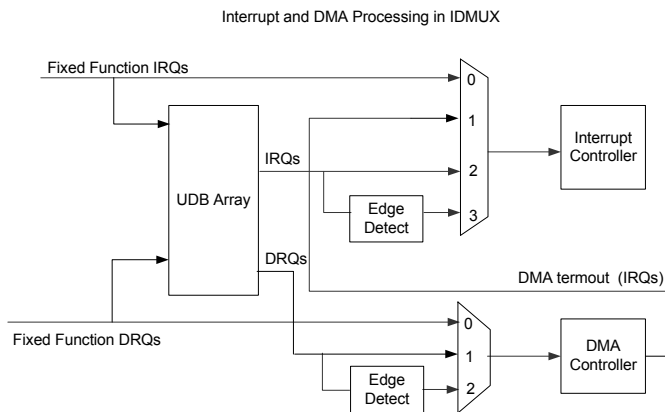 Interrupt and DMA Processing in IDMUX
Fixed Function IRQs
0
1
2
3
Interrupt
Controller
UDB Array
IRQs
Edge
Detect
DRQs
DMA termout (IRQs)
Fixed Function DRQs
0
1
2
Edge
Detect
DMA
Controller